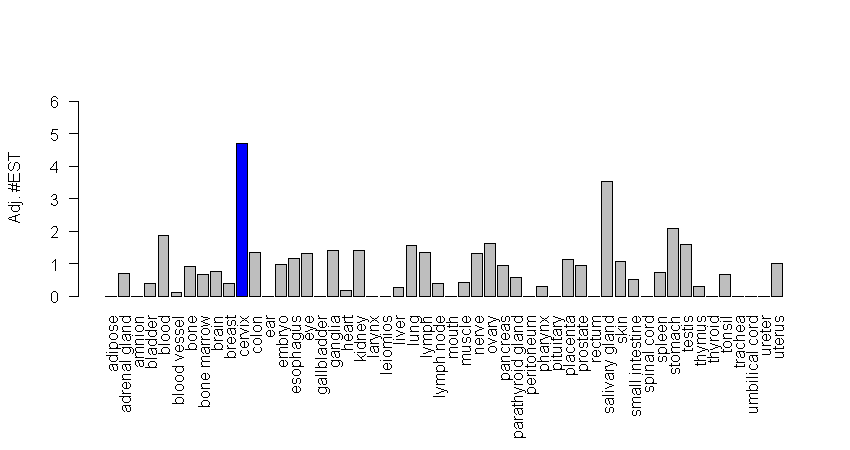 Adj. #EST
6
5
4
3
2
1
0
adipose
adrenal gland
amnion
bladder
blood
blood vessel
bone
bone marrow
brain
breast
cervix
colon
ear
embryo
esophagus
eye
gallbladder
ganglia
heart
kidney
larynx
leiomios
liver
lung
lymph
lymph node
mouth
muscle
nerve
ovary
pancreas
parathyroid gland
peritoneum
pharynx
pituitary
placenta
prostate
rectum
salivary gland
skin
small intestine
spinal cord
spleen
stomach
testis
thymus
thyroid
tonsil
trachea
umbilical cord
ureter
uterus